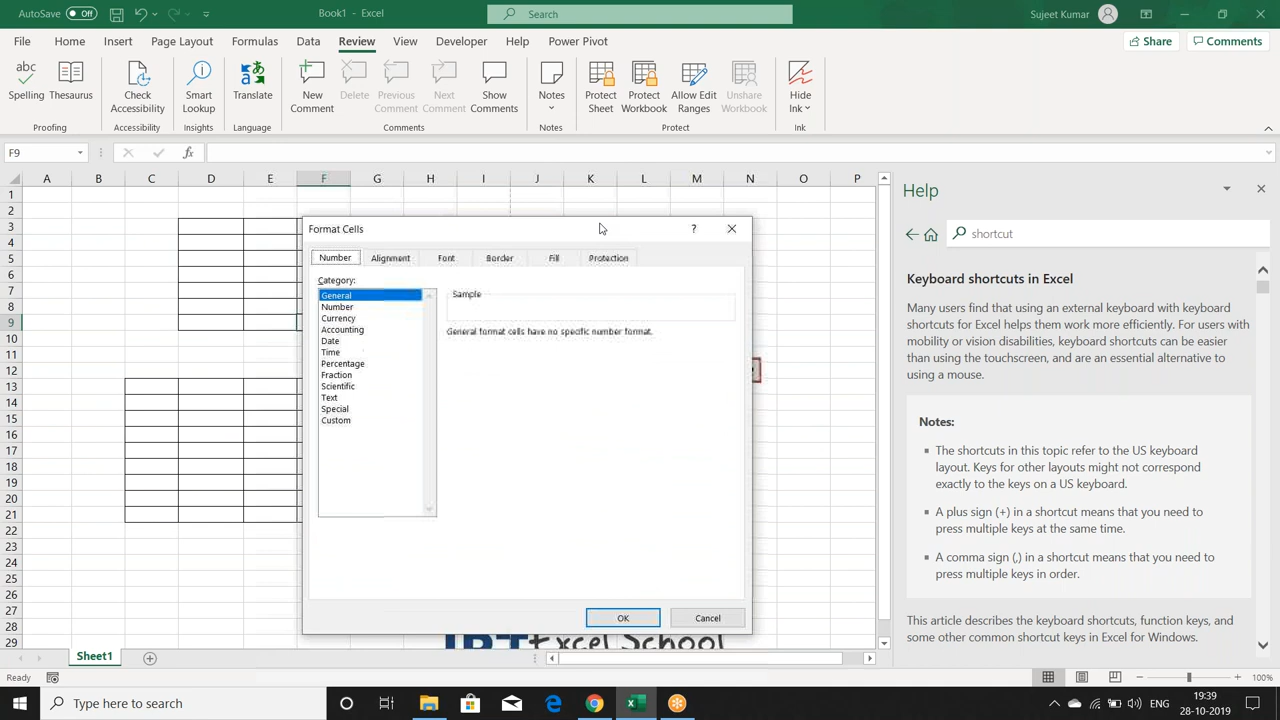 AutoSave Off Book1 - Excel Search Sujeet Kumar
File Home Insert Page Layout Formulas Data Review View Developer Help Power Pivot Share Comments
Spelling Thesaurus Check Accessibility Smart Lookup Translate New Comment Delete Previous Comment Next Comment Show Comments Notes Protect Sheet Protect Workbook Allow Edit Ranges Unshare Workbook Hide Ink
Proofing Accessibility Insights Language Comments Notes Protect Ink
F9 fx
A B C D E F G H I J K L M N O P
1
2
3
4
5
6
7
8
9
10
11
12
13
14
15
16
17
18
19
20
21
22
23
24
25
26
27
28
29
Format Cells ?
Number Alignment Font Border Fill Protection
Category:
General
Number
Currency
Accounting
Date
Time
Percentage
Fraction
Scientific
Text
Special
Custom
Sample
General format cells have no specific number format.
OK Cancel
Excel School
Help
shortcut
Keyboard shortcuts in Excel
Many users find that using an external keyboard with keyboard
shortcuts for Excel helps them work more efficiently. For users with
mobility or vision disabilities, keyboard shortcuts can be easier
than using the touchscreen, and are an essential alternative to
using a mouse.
Notes:
The shortcuts in this topic refer to the US keyboard
layout. Keys for other layouts might not correspond
exactly to the keys on a US keyboard.
A plus sign (+) in a shortcut means that you need to
press multiple keys at the same time.
A comma sign (,) in a shortcut means that you need to
press multiple keys in order.
This article describes the keyboard shortcuts, function keys, and
some other common shortcut keys in Excel for Windows.
Sheet1
Ready 100%
Type here to search ENG 19:39
28-10-2019